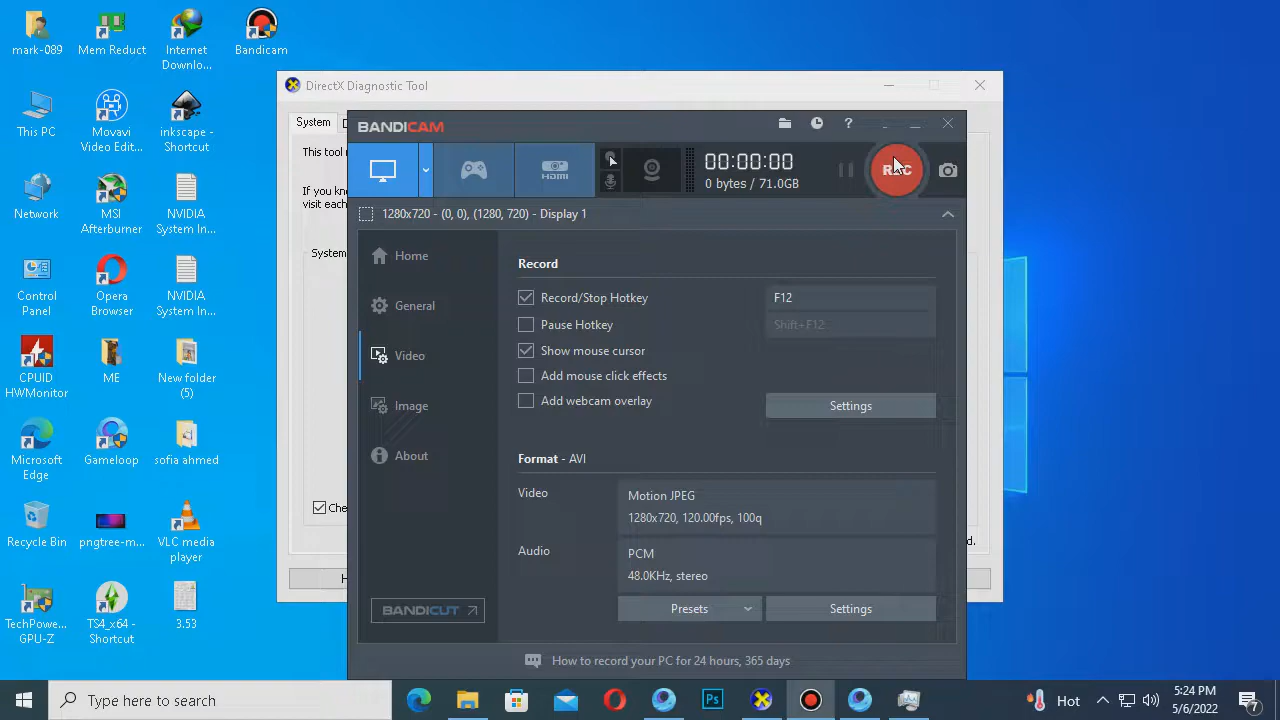 mark-089
Mem Reduct
Internet
Downlo...
Bandicam
This PC
Movavi
Video Edit...
inkscape -
Shortcut
Network
MSI
Afterburner
NVIDIA
System In...
Control
Panel
Opera
Browser
NVIDIA
System In...
CPUID
HWMonitor
ME
New folder
(5)
Microsoft
Edge
Gameloop
sofia ahmed
Recycle Bin
pngtree-m...
VLC media
player
TechPowe...
GPU-Z
TS4_x64 -
Shortcut
3.53
DirectX Diagnostic Tool
System
This tool
If you know
visit each
System
Che
BANDICAM
?
HDMI
00:00:00
0 bytes / 71.0GB
REC
1280x720 - (0, 0), (1280, 720) - Display 1
Home
General
Video
Image
About
BANDICUT
Record
Record/Stop Hotkey
F12
Pause Hotkey
Shift+F12
Show mouse cursor
Add mouse click effects
Add webcam overlay
Settings
Format - AVI
Video
Motion JPEG
1280x720, 120.00fps, 100q
Audio
PCM
48.0KHz, stereo
Presets
Settings
How to record your PC for 24 hours, 365 days
Type here to search
Ps
Hot
5:24 PM
5/6/2022
7